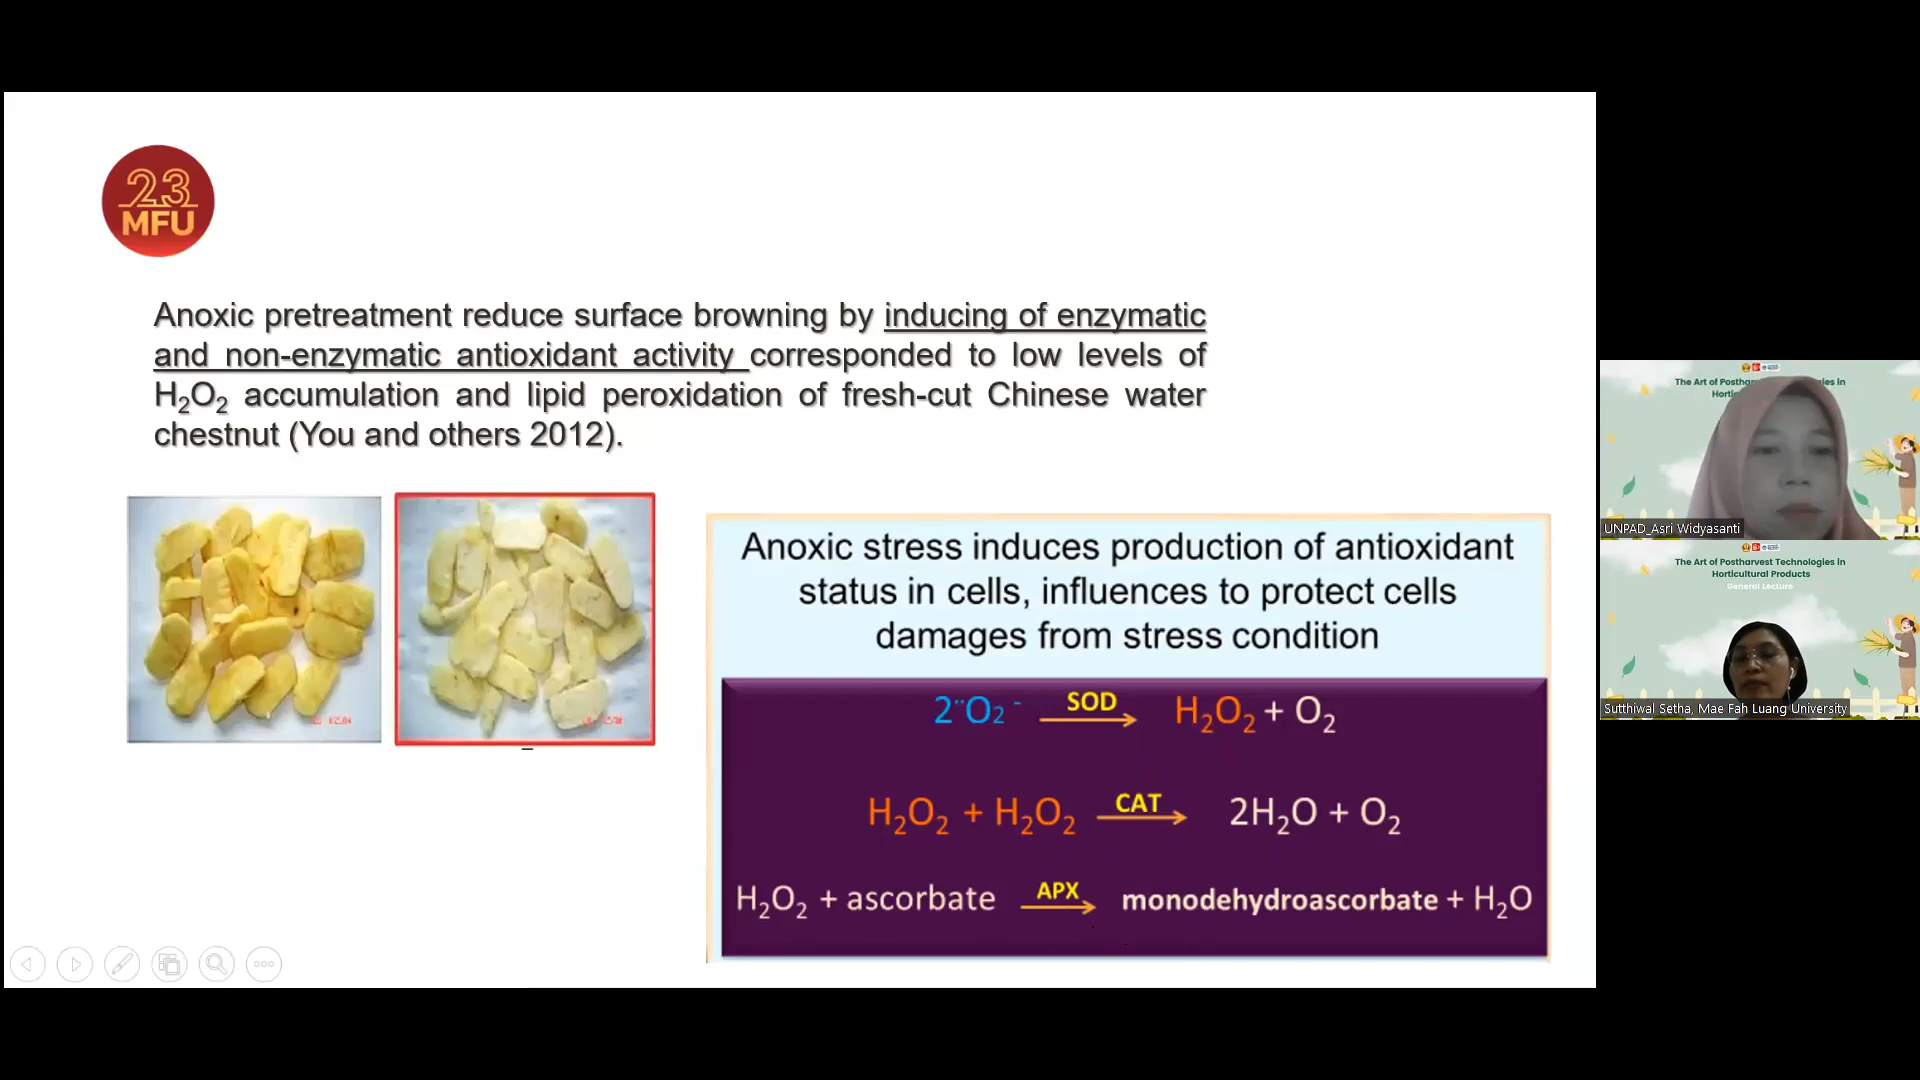 23
MFU
Anoxic pretreatment reduce surface browning by inducing of enzymatic
and non-enzymatic antioxidant activity corresponded to low levels of
H₂O₂ accumulation and lipid peroxidation of fresh-cut Chinese water
chestnut (You and others 2012).
Anoxic stress induces production of antioxidant
status in cells, influences to protect cells
damages from stress condition
2¨O₂⁻ SOD H₂O₂ + O₂
H₂O₂ + H₂O₂ CAT 2H₂O + O₂
H₂O₂ + ascorbate APX monodehydroascorbate + H₂O
UNPAD_Asri Widyasanti
The Art of Postharvest Technologies in
Horticultural Products
General Lecture
Sutthiwal Setha, Mae Fah Luang University